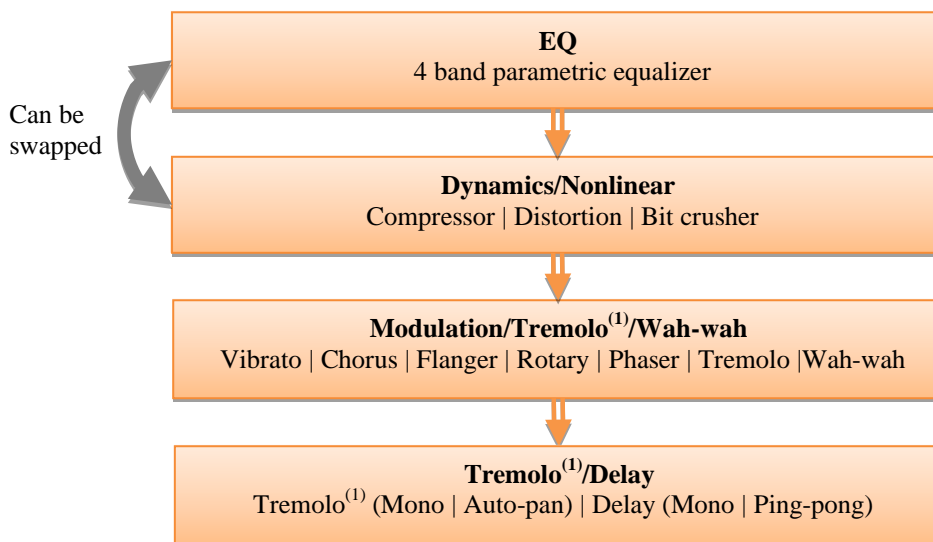 EQ
4 band parametric equalizer
Can be
swapped
Dynamics/Nonlinear
Compressor | Distortion | Bit crusher
Modulation/Tremolo(1)/Wah-wah
Vibrato | Chorus | Flanger | Rotary | Phaser | Tremolo |Wah-wah
Tremolo(1)/Delay
Tremolo(1) (Mono | Auto-pan) | Delay (Mono | Ping-pong)